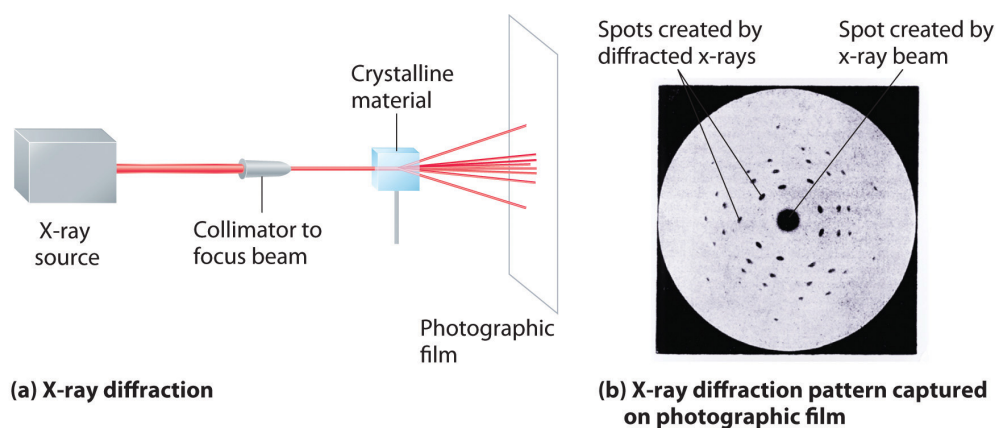 X-ray
source
Collimator to
focus beam
Crystalline
material
Photographic
film
(a) X-ray diffraction
Spots created by
diffracted x-rays
Spot created by
x-ray beam
(b) X-ray diffraction pattern captured
on photographic film